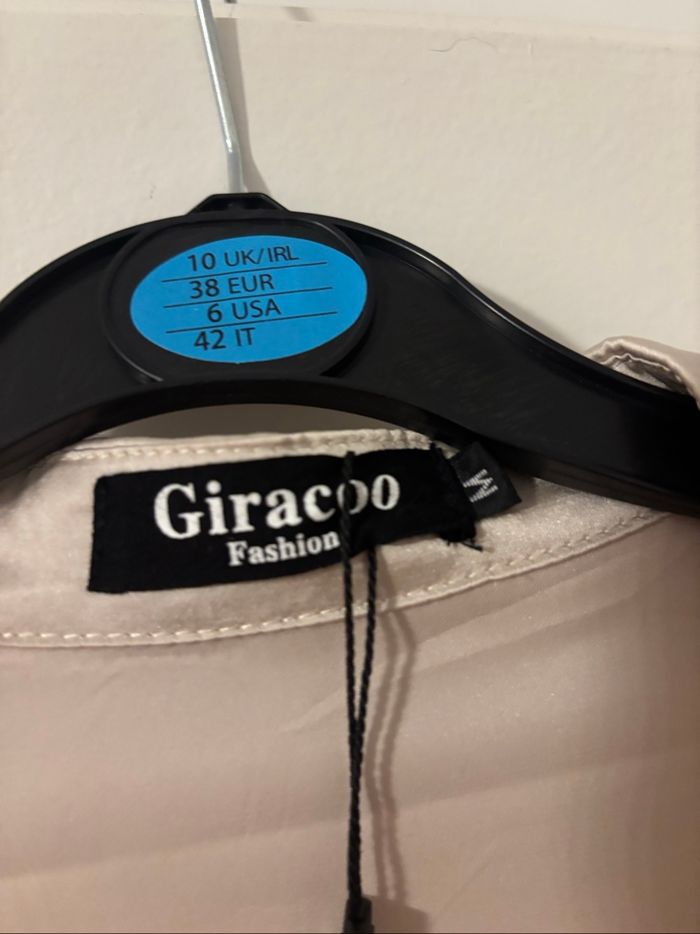 10 UK/IRL
38 EUR
6 USA
42 IT
Giracoo
Fashion
M